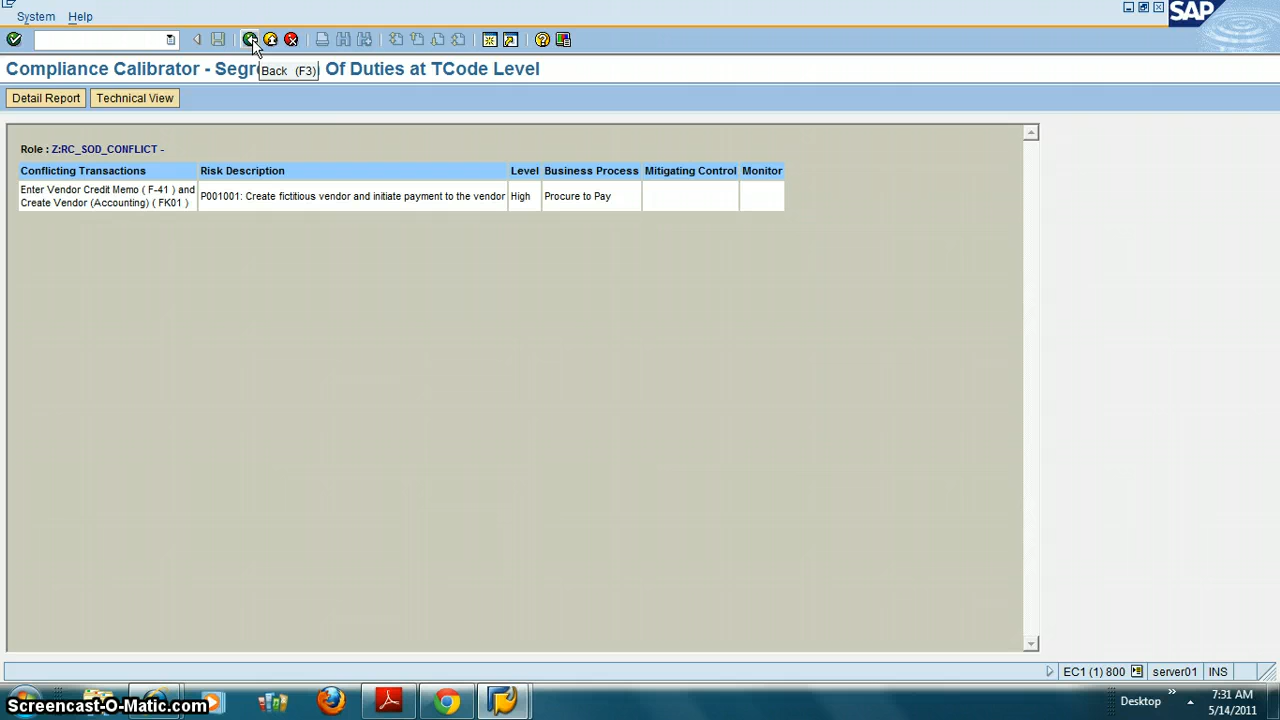 System Help
SAP
Compliance Calibrator - Segre Of Duties at TCode Level
Back (F3)
Detail Report Technical View
Role : Z:RC_SOD_CONFLICT -
Conflicting Transactions Risk Description Level Business Process Mitigating Control Monitor
Enter Vendor Credit Memo ( F-41 ) and
Create Vendor (Accounting) ( FK01 )
P001001: Create fictitious vendor and initiate payment to the vendor High Procure to Pay
EC1 (1) 800 server01 INS
Screencast-O-Matic.com
Desktop
7:31 AM
5/14/2011